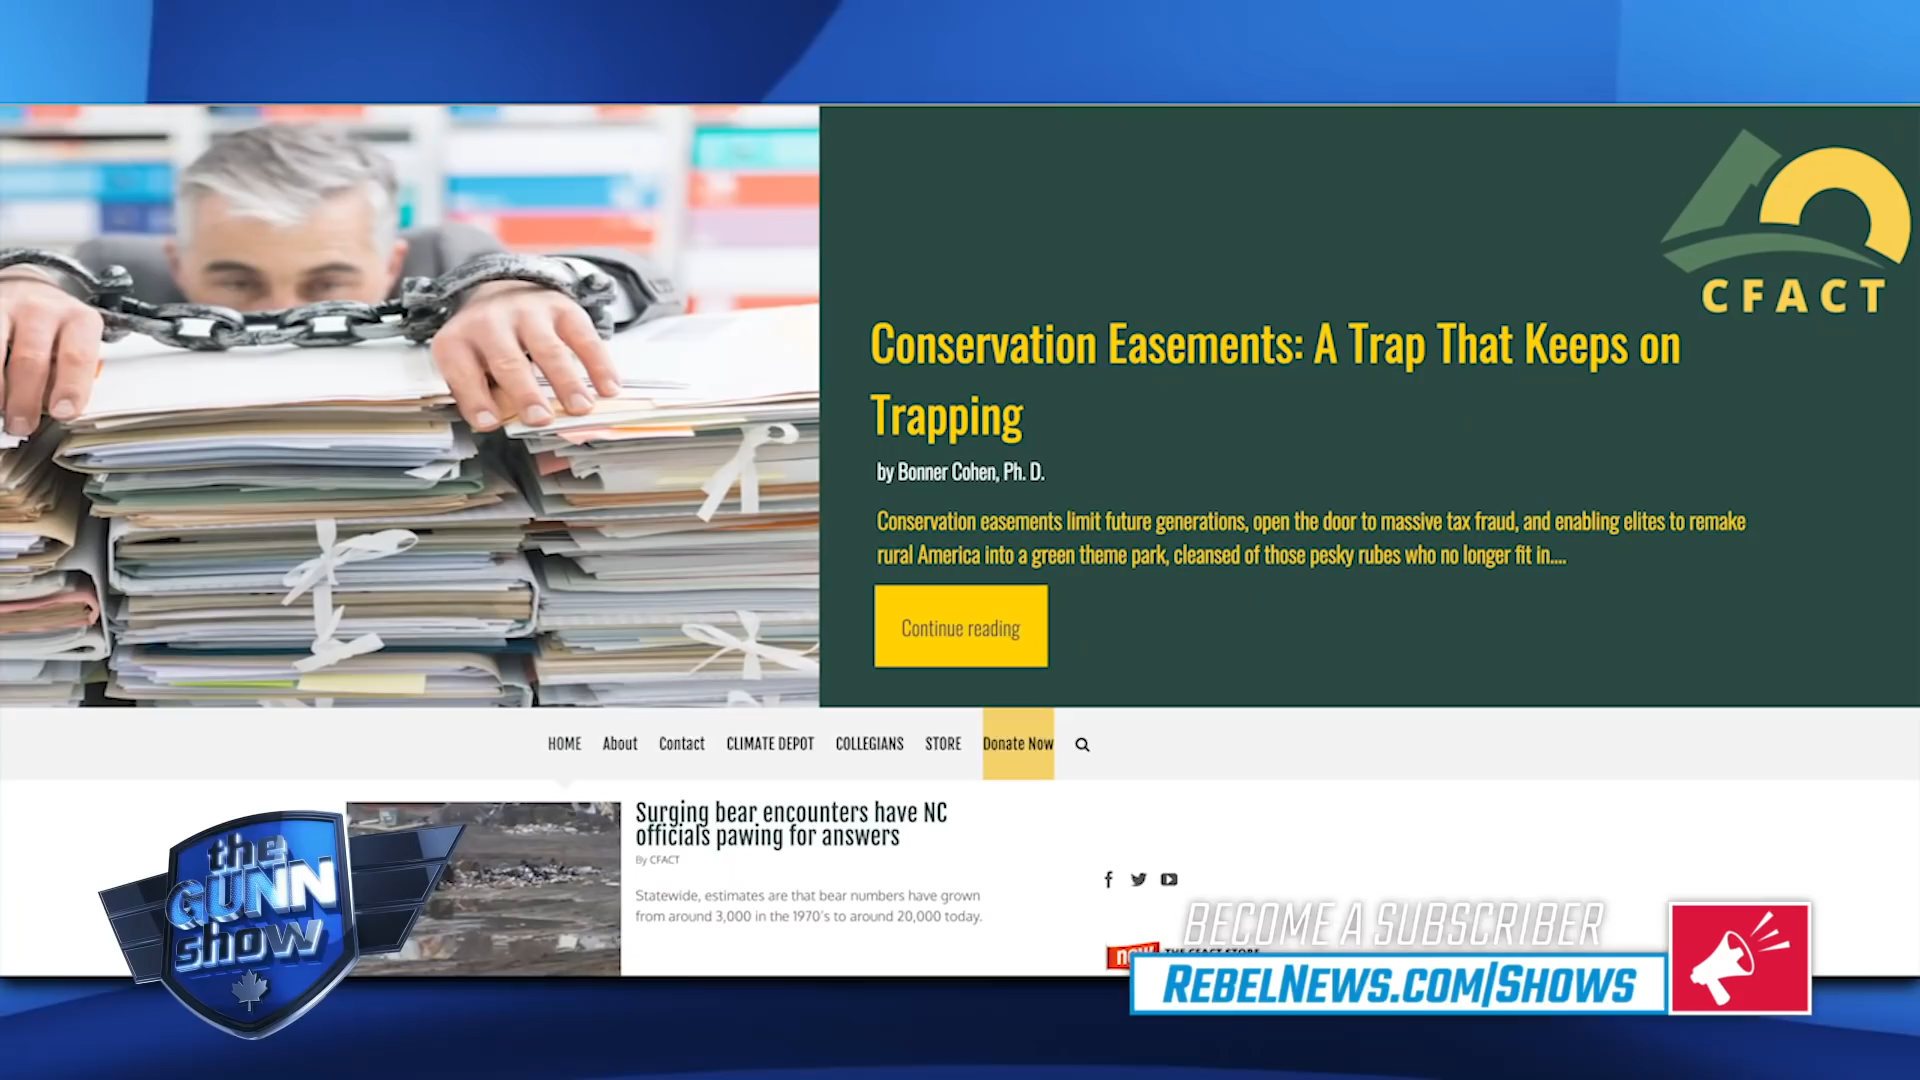 CFACT
Conservation Easements: A Trap That Keeps on
Trapping
by Bonner Cohen, Ph. D.
Conservation easements limit future generations, open the door to massive tax fraud, and enabling elites to remake
rural America into a green theme park, cleansed of those pesky rubes who no longer fit in....
Continue reading
HOME About Contact CLIMATE DEPOT COLLEGIANS STORE Donate Now
Surging bear encounters have NC
officials pawing for answers
By CFACT
Statewide, estimates are that bear numbers have grown
from around 3,000 in the 1970's to around 20,000 today.
the
GUNN
show
BECOME A SUBSCRIBER
new THE CFACT STORE
REBELNEWS.COM/SHOWS